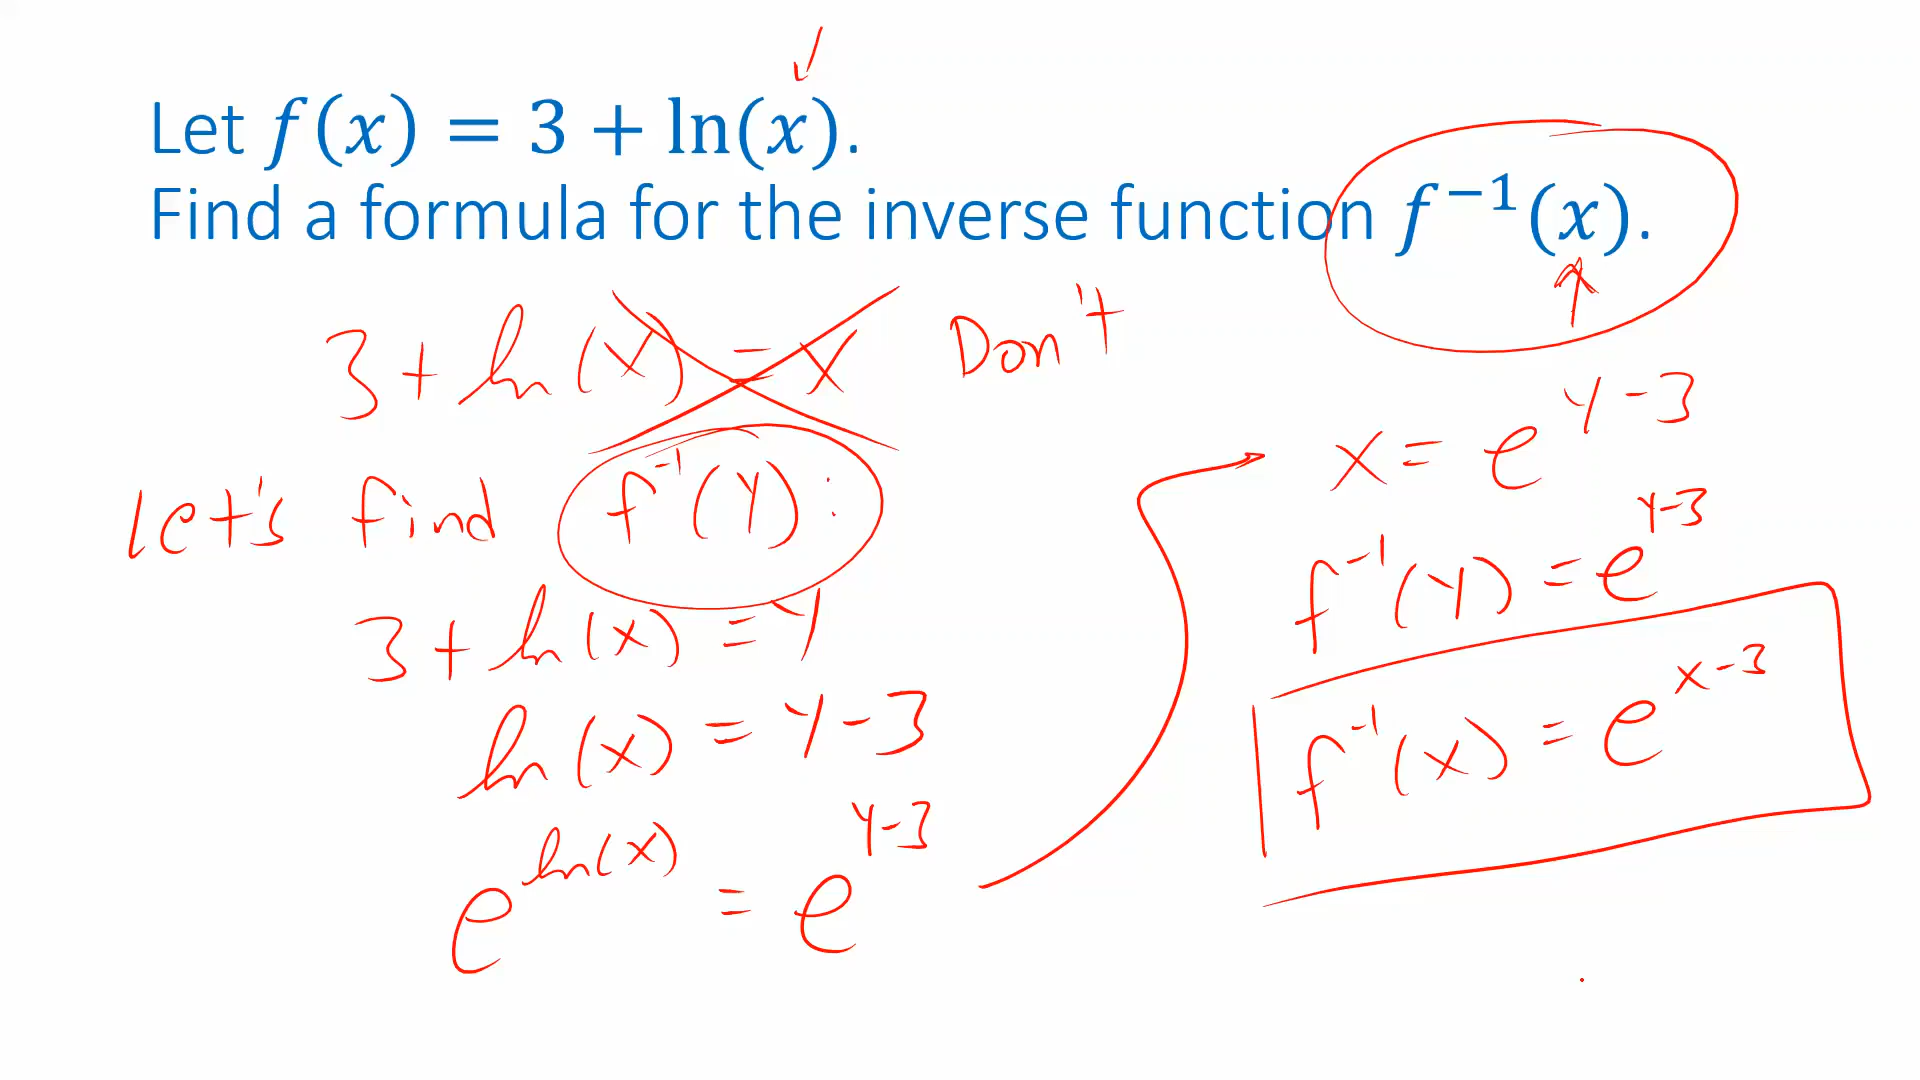 Let f(x) = 3 + ln(x).
Find a formula for the inverse function f⁻¹(x).
3 + ln(x) = x Don't
Let's find f⁻¹(y):
3 + ln(x) = y
ln(x) = y - 3
e^ln(x) = e^y-3
x = e^y-3
f⁻¹(y) = e^y-3
f⁻¹(x) = e^x-3